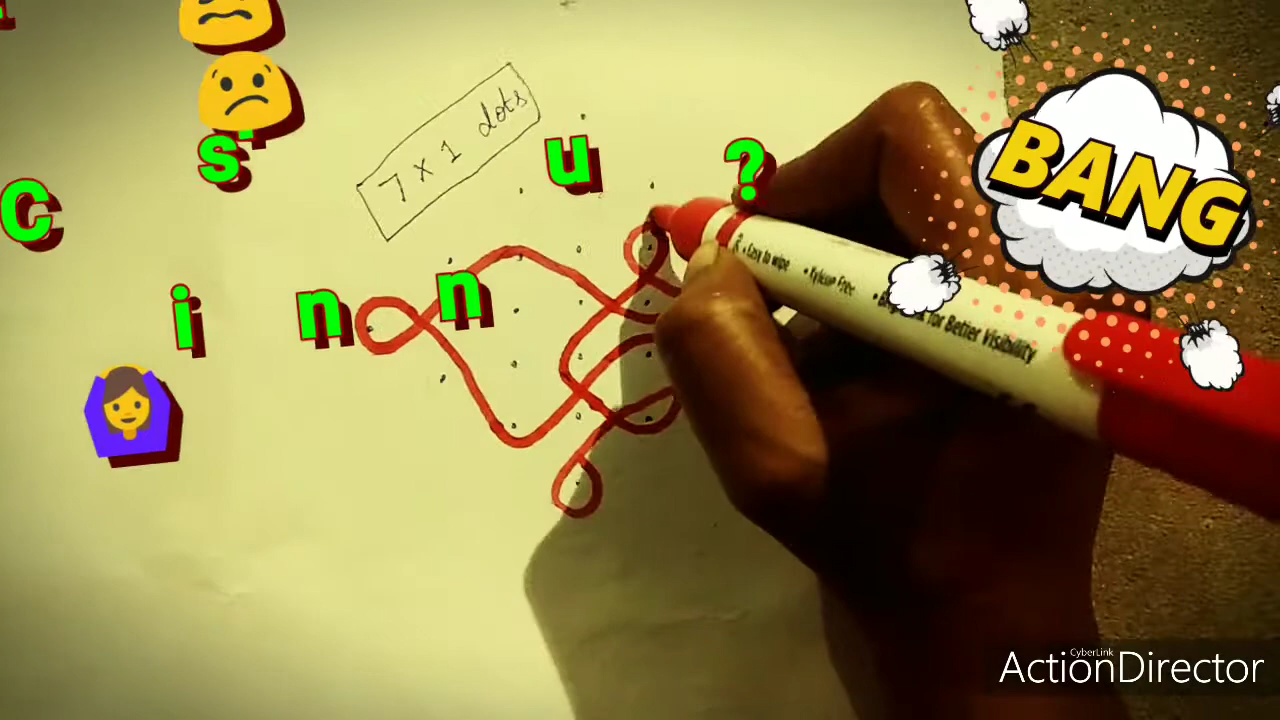 7 x 1 dots
s
u
?
C
i n n
BANG
• Easy to wipe
• Xylene Free
for Better Visibility
CyberLink
ActionDirector